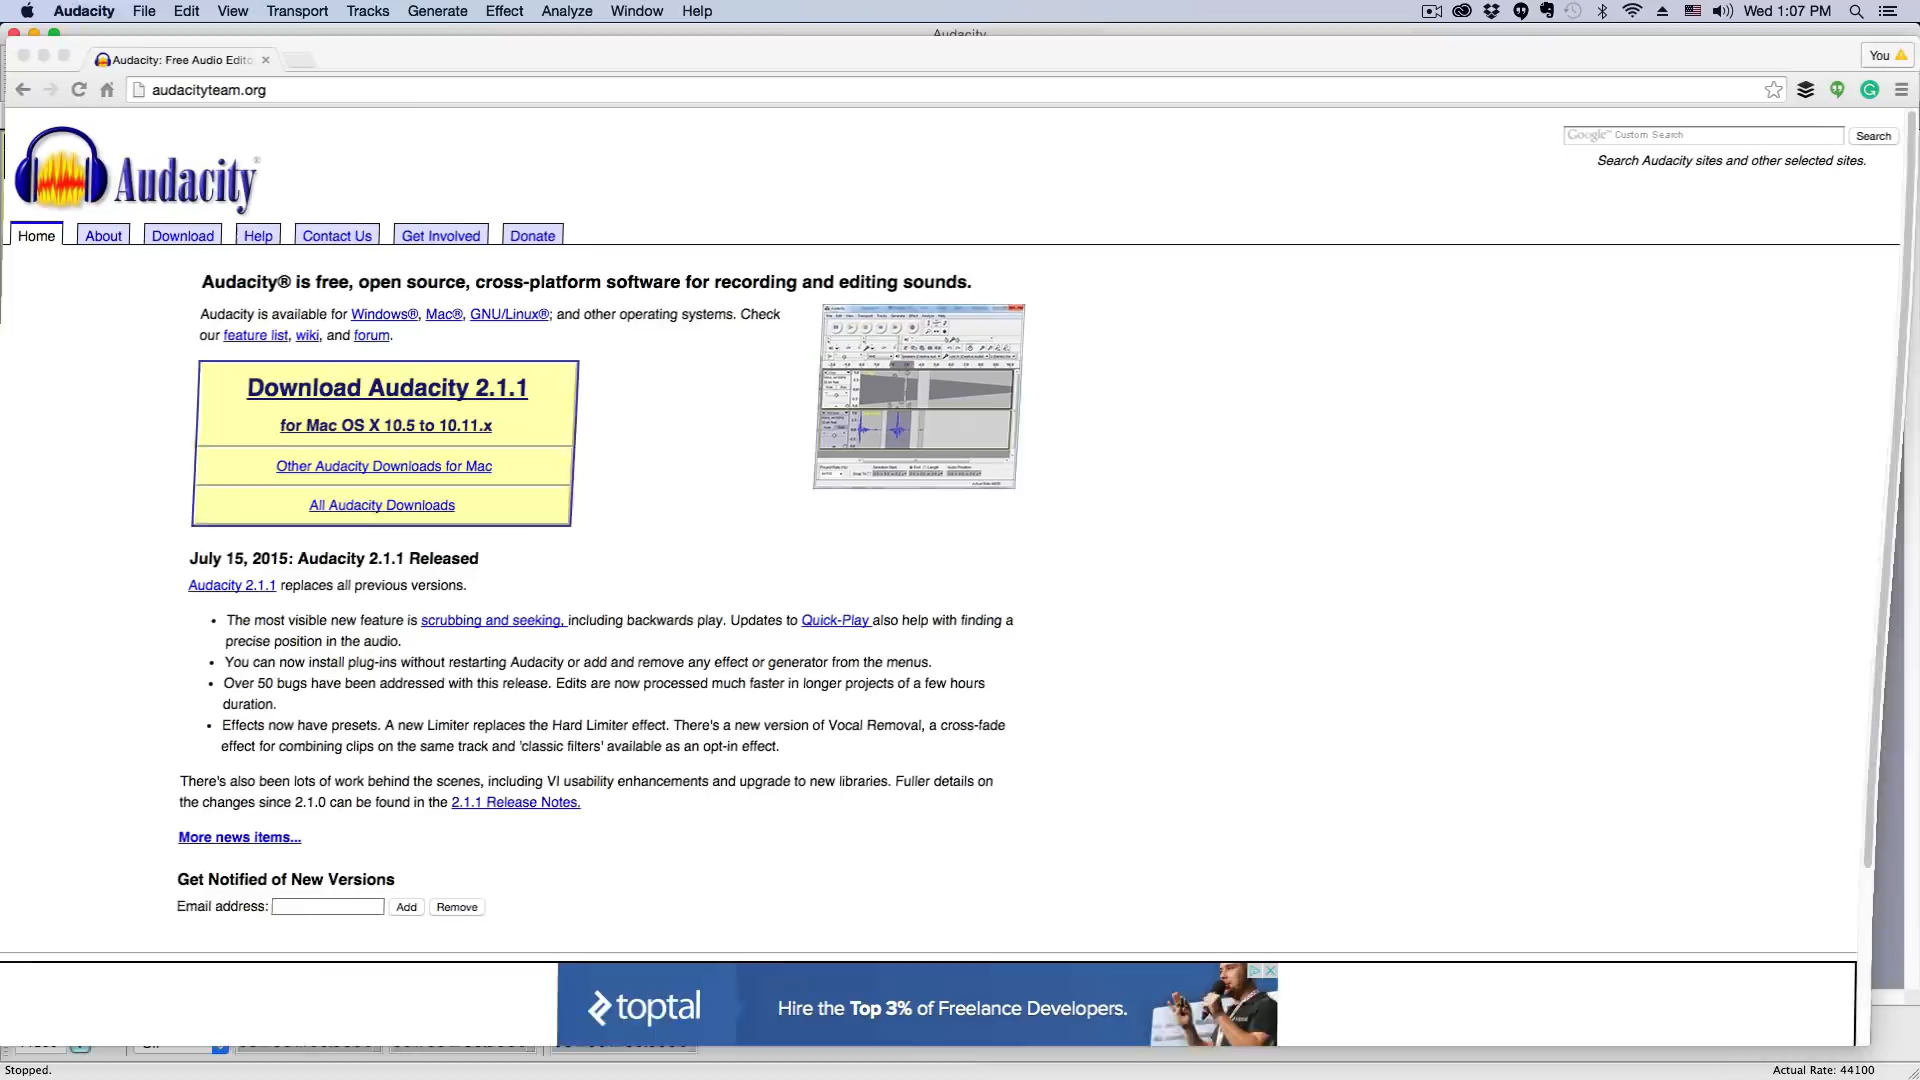 Audacity File Edit View Transport Tracks Generate Effect Analyze Window Help Wed 1:07 PM
Audacity
Audacity: Free Audio Edito You
audacityteam.org
Google™ Custom Search Search
Search Audacity sites and other selected sites.
Audacity®
Home About Download Help Contact Us Get Involved Donate
Audacity® is free, open source, cross-platform software for recording and editing sounds.
Audacity is available for Windows®, Mac®, GNU/Linux®; and other operating systems. Check
our feature list, wiki, and forum.
Download Audacity 2.1.1
for Mac OS X 10.5 to 10.11.x
Other Audacity Downloads for Mac
All Audacity Downloads
July 15, 2015: Audacity 2.1.1 Released
Audacity 2.1.1 replaces all previous versions.
• The most visible new feature is scrubbing and seeking, including backwards play. Updates to Quick-Play also help with finding a
precise position in the audio.
• You can now install plug-ins without restarting Audacity or add and remove any effect or generator from the menus.
• Over 50 bugs have been addressed with this release. Edits are now processed much faster in longer projects of a few hours
duration.
• Effects now have presets. A new Limiter replaces the Hard Limiter effect. There's a new version of Vocal Removal, a cross-fade
effect for combining clips on the same track and 'classic filters' available as an opt-in effect.
There's also been lots of work behind the scenes, including VI usability enhancements and upgrade to new libraries. Fuller details on
the changes since 2.1.0 can be found in the 2.1.1 Release Notes.
More news items...
Get Notified of New Versions
Email address: Add Remove
toptal Hire the Top 3% of Freelance Developers.
Stopped. Actual Rate: 44100